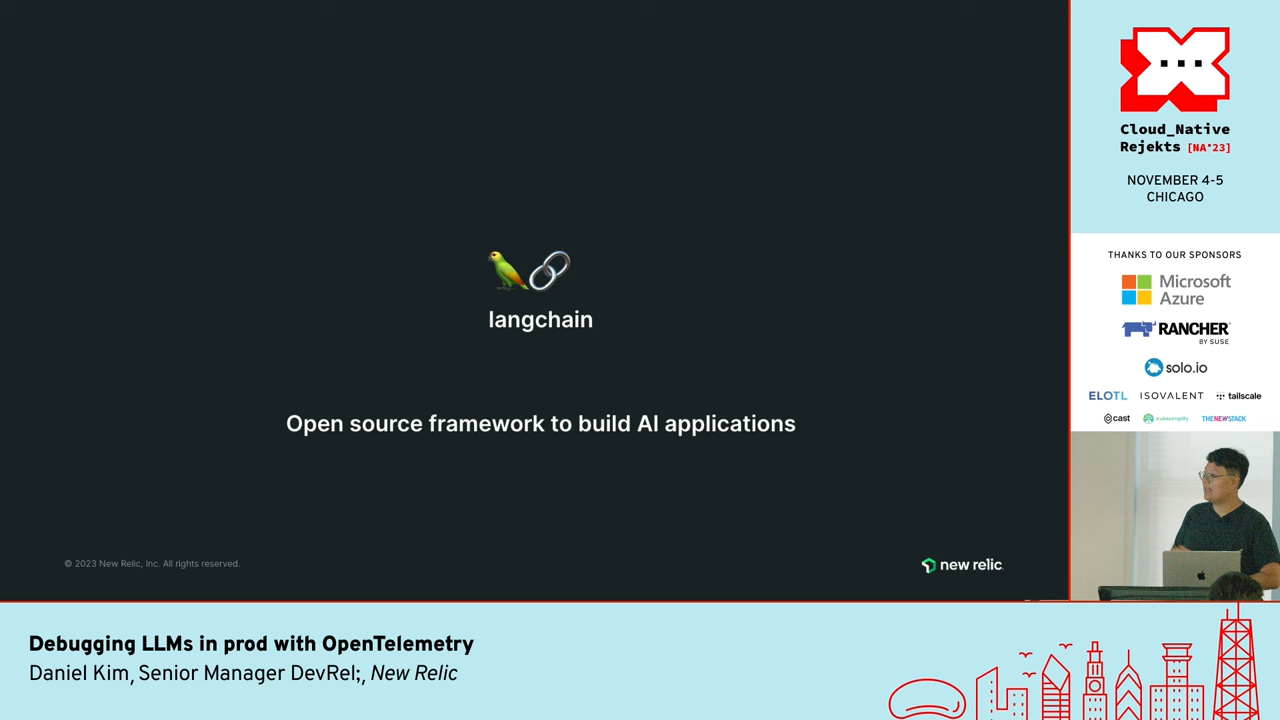 langchain
Open source framework to build AI applications
© 2023 New Relic, Inc. All rights reserved.
new relic
Cloud_Native
Rejekts [NA'23]
NOVEMBER 4-5
CHICAGO
THANKS TO OUR SPONSORS
Microsoft
Azure
RANCHER
BY SUSE
solo.io
ELOTL ISOVALENT tailscale
cast Kubesimplify THENEWSTACK
Debugging LLMs in prod with OpenTelemetry
Daniel Kim, Senior Manager DevRel;, New Relic